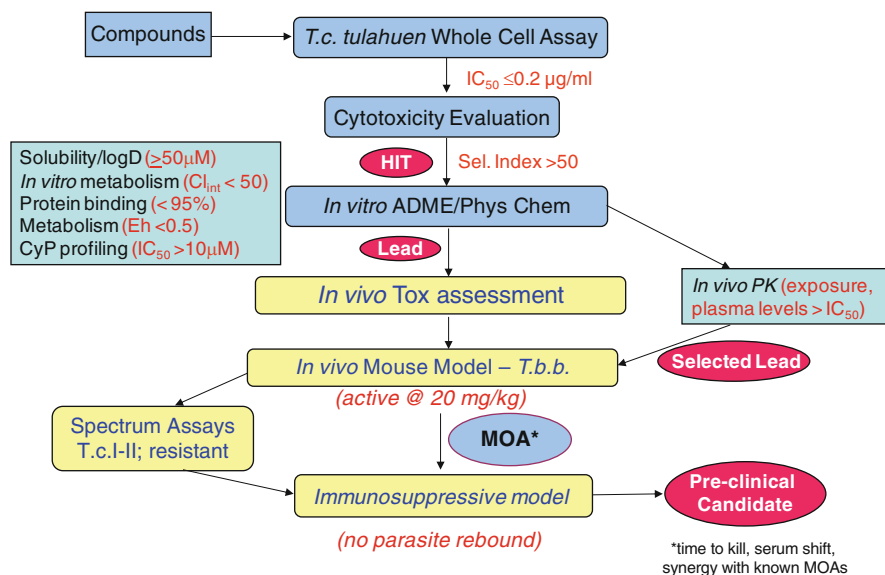 Compounds
T.c. tulahuen Whole Cell Assay
IC50 ≤0.2 µg/ml
Cytotoxicity Evaluation
HIT
Sel. Index >50
Solubility/logD (≥50µM)
In vitro metabolism (Clint < 50)
Protein binding (< 95%)
Metabolism (Eh <0.5)
CyP profiling (IC50 >10µM)
In vitro ADME/Phys Chem
Lead
In vivo Tox assessment
In vivo PK (exposure,
plasma levels > IC50)
Selected Lead
In vivo Mouse Model – T.b.b.
(active @ 20 mg/kg)
Spectrum Assays
T.c.I-II; resistant
MOA*
Immunosuppressive model
(no parasite rebound)
Pre-clinical
Candidate
*time to kill, serum shift,
synergy with known MOAs